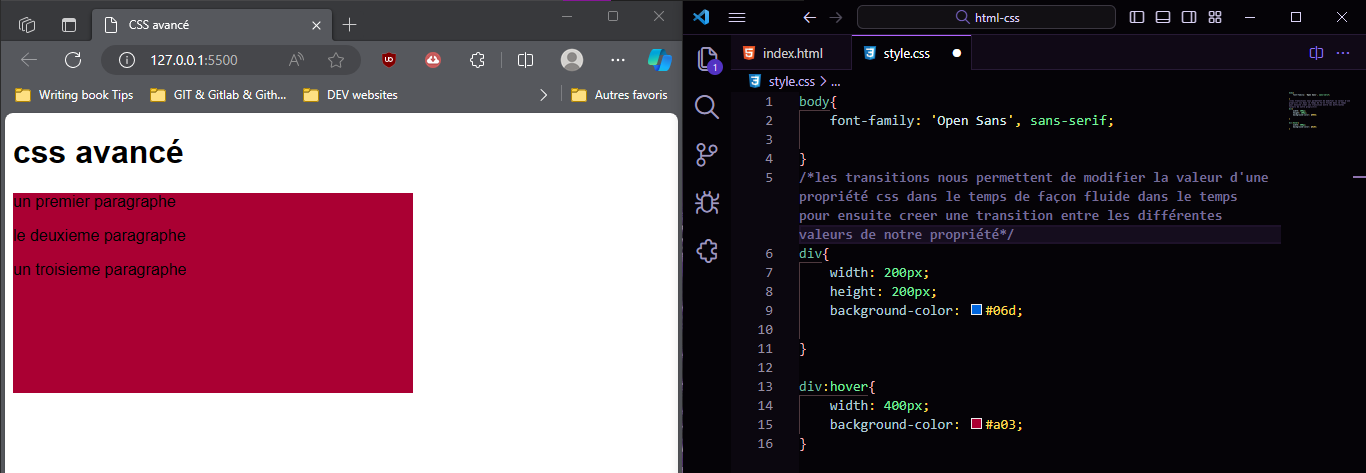 CSS avancé
127.0.0.1:5500
Writing book Tips
GIT & Gitlab & Gith...
DEV websites
Autres favoris
css avancé
un premier paragraphe
le deuxieme paragraphe
un troisieme paragraphe
html-css
index.html
style.css
style.css > ...
1 body{
2 font-family: 'Open Sans', sans-serif;
3
4 }
5 /*les transitions nous permettent de modifier la valeur d'une
propriété css dans le temps de façon fluide dans le temps
pour ensuite creer une transition entre les différentes
valeurs de notre propriété*/
6 div{
7 width: 200px;
8 height: 200px;
9 background-color: #06d;
10
11 }
12
13 div:hover{
14 width: 400px;
15 background-color: #a03;
16 }
1